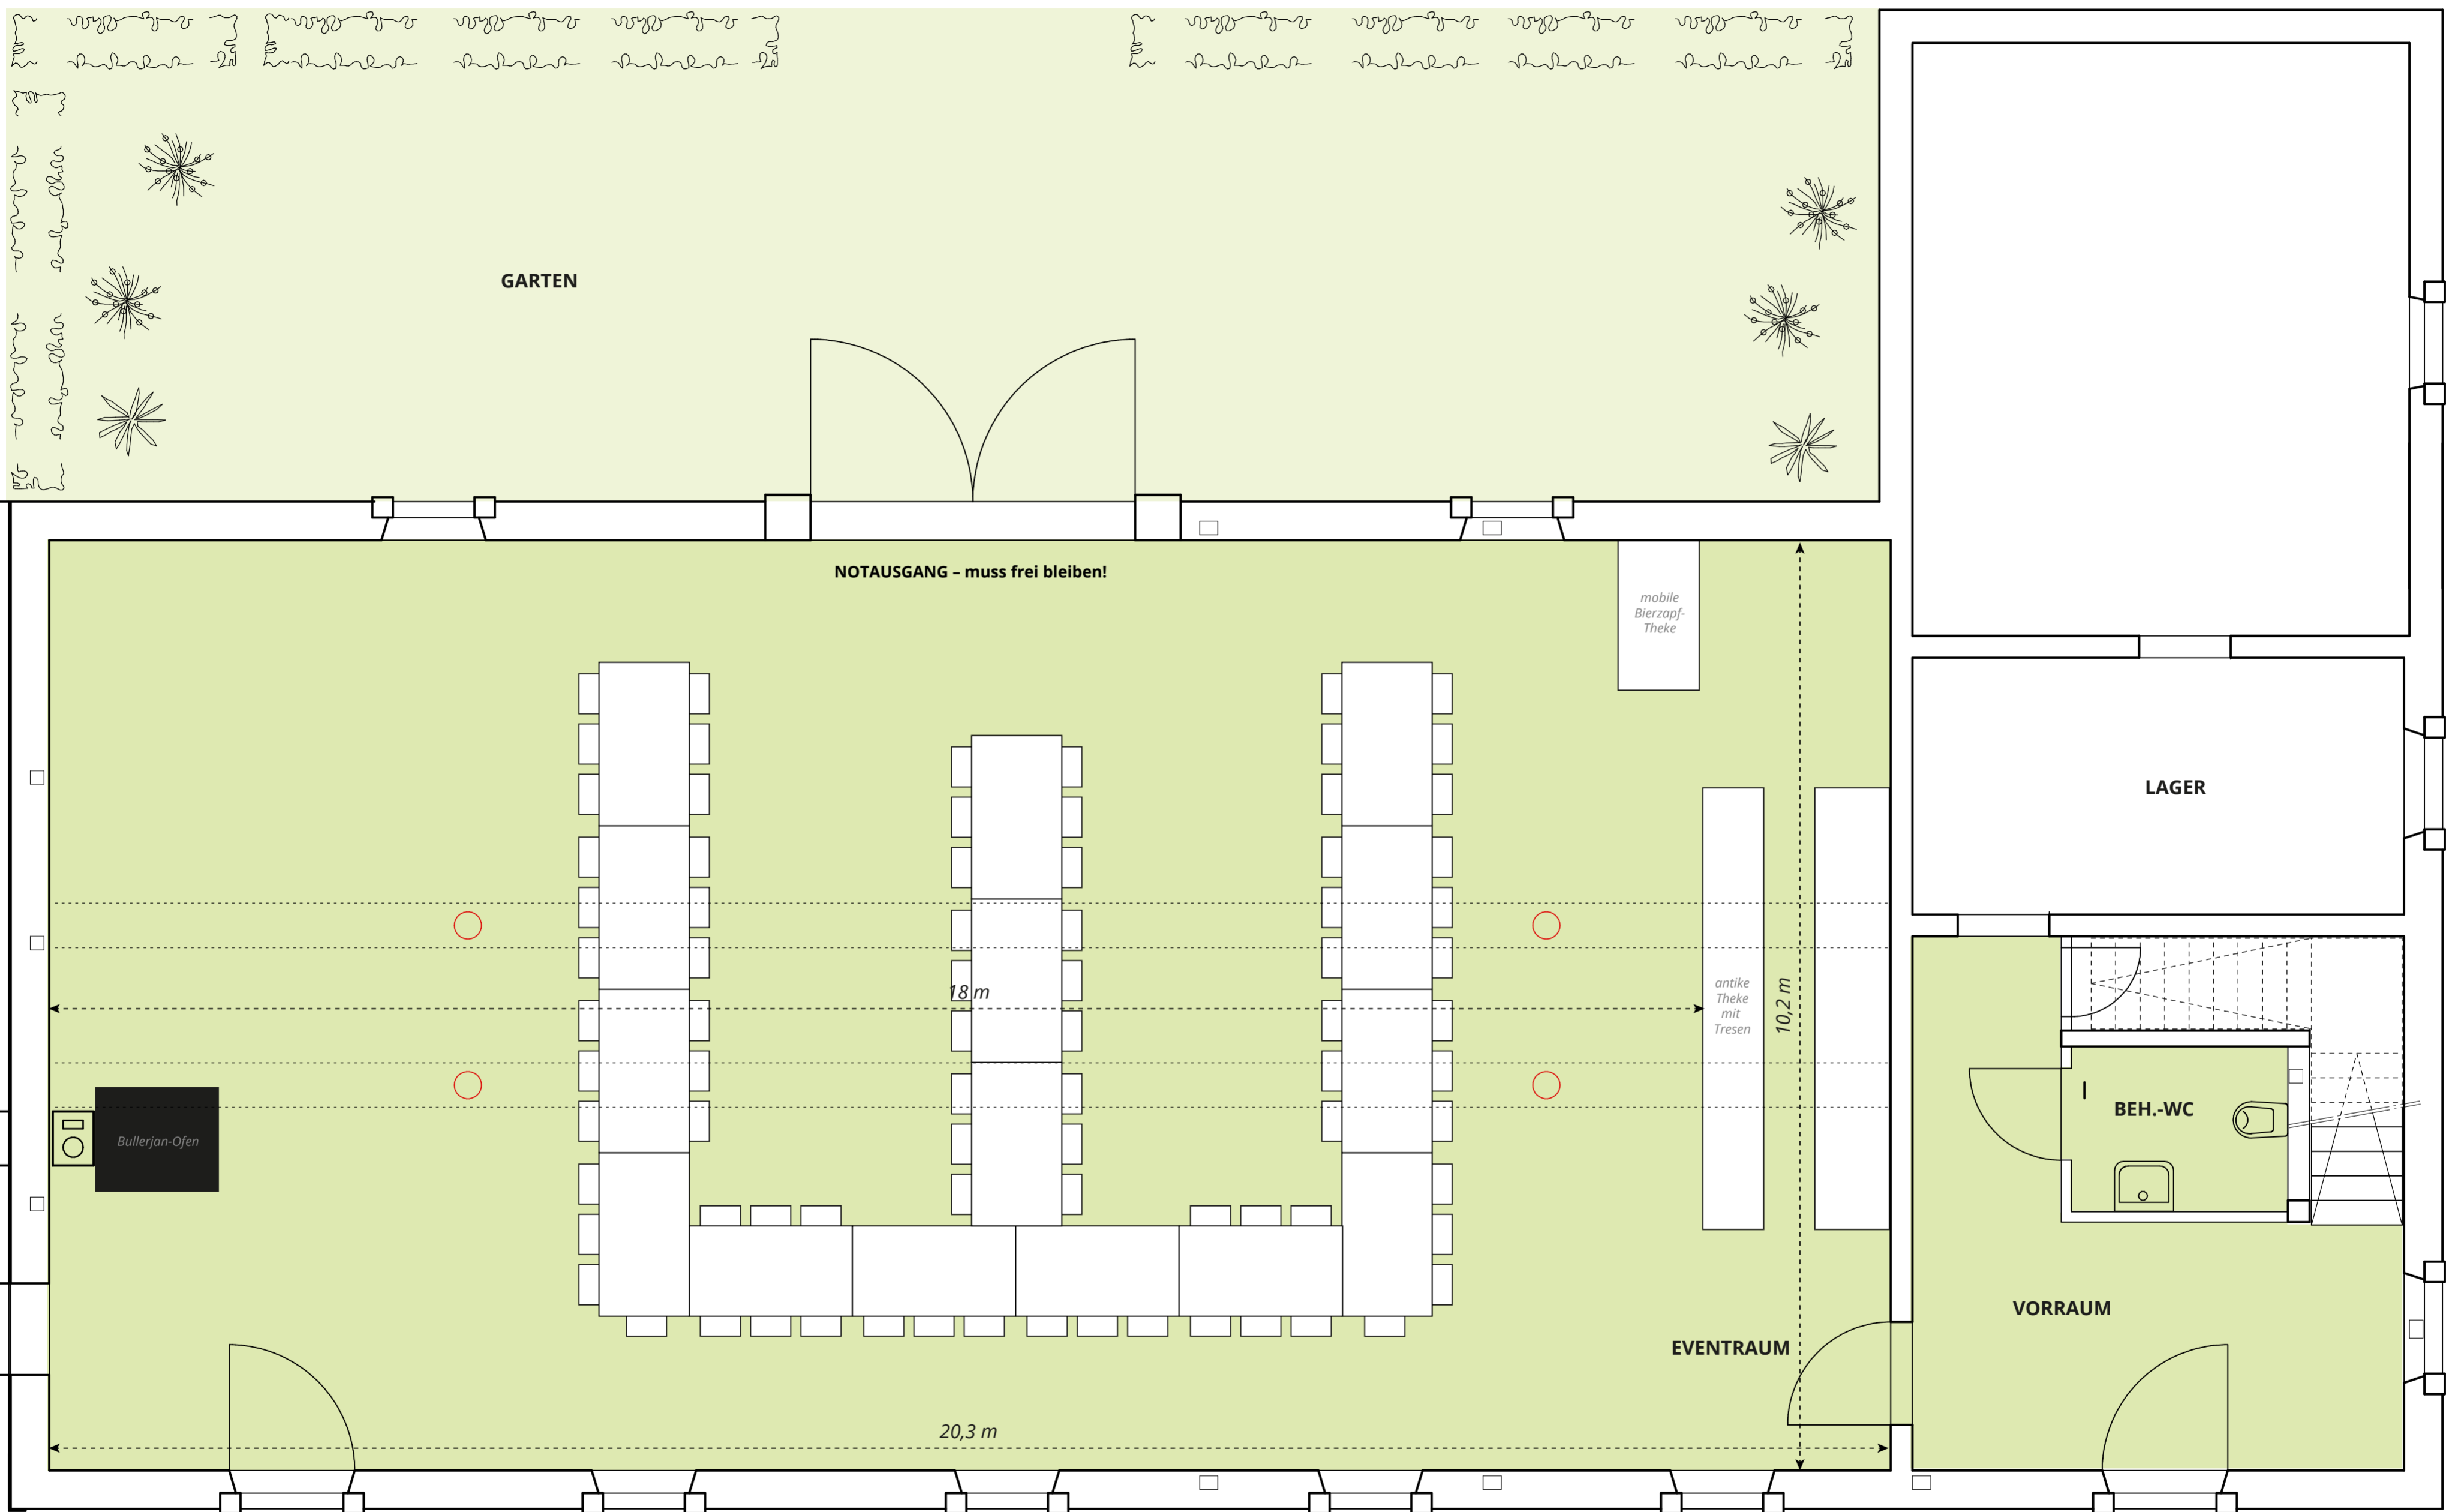 GARTEN
NOTAUSGANG – muss frei bleiben!
mobile
Bierzapf-
Theke
LAGER
18 m
antike
Theke
mit
Tresen
10,2 m
Bullerjan-Ofen
BEH.-WC
VORRAUM
EVENTRAUM
20,3 m